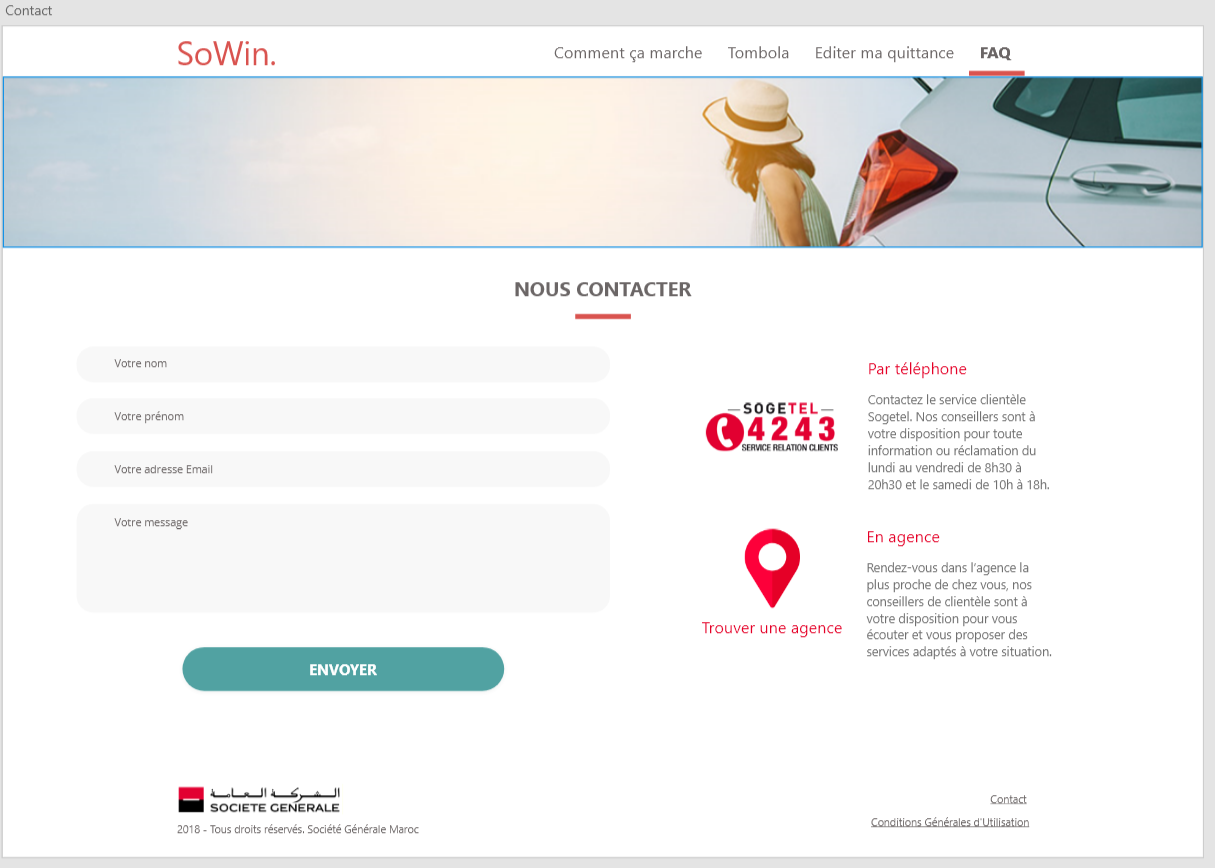 Contact
SoWin.
Comment ça marche
Tombola
Editer ma quittance
FAQ
NOUS CONTACTER
Votre nom
Votre prénom
Votre adresse Email
Votre message
ENVOYER
SOGETEL
4243
SERVICE RELATION CLIENTS
Par téléphone
Contactez le service clientèle
Sogetel. Nos conseillers sont à
votre disposition pour toute
information ou réclamation du
lundi au vendredi de 8h30 à
20h30 et le samedi de 10h à 18h.
Trouver une agence
En agence
Rendez-vous dans l'agence la
plus proche de chez vous, nos
conseillers de clientèle sont à
votre disposition pour vous
écouter et vous proposer des
services adaptés à votre situation.
الشركة العامة
SOCIETE GENERALE
2018 - Tous droits réservés. Société Générale Maroc
Contact
Conditions Générales d'Utilisation